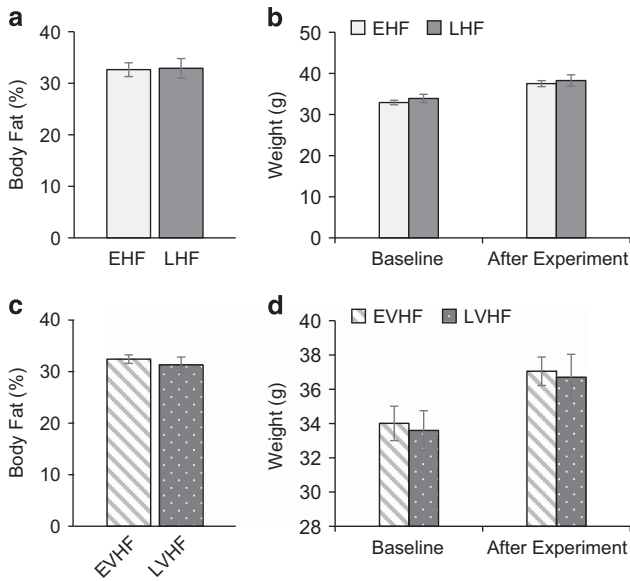 a
40
30
20
10
0
Body Fat (%)
EHF LHF
b
EHF LHF
50
40
30
20
10
0
Weight (g)
Baseline After Experiment
c
40
30
20
10
0
Body Fat (%)
EVHF LVHF
d
EVHF LVHF
40
38
36
34
32
30
28
Weight (g)
Baseline After Experiment